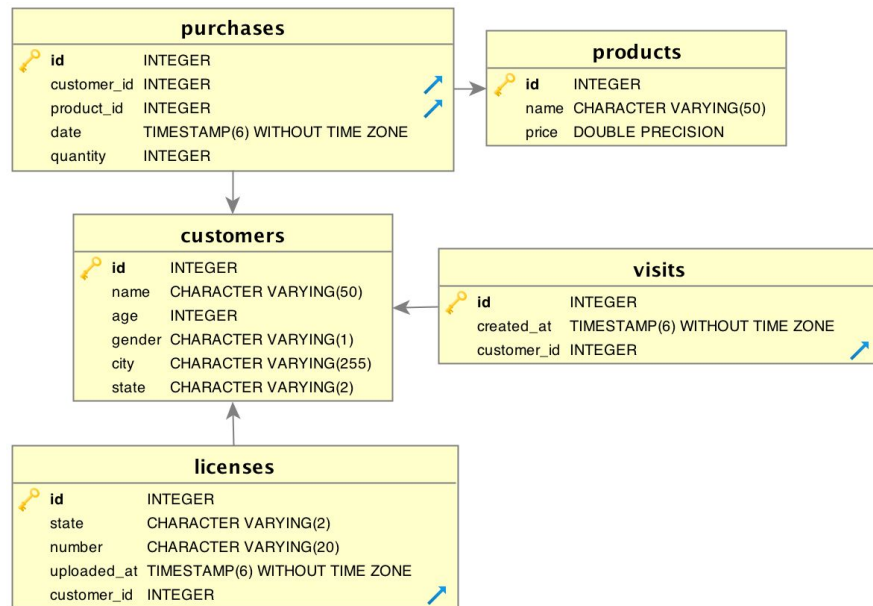 purchases
id INTEGER
customer_id INTEGER
product_id INTEGER
date TIMESTAMP(6) WITHOUT TIME ZONE
quantity INTEGER
products
id INTEGER
name CHARACTER VARYING(50)
price DOUBLE PRECISION
customers
id INTEGER
name CHARACTER VARYING(50)
age INTEGER
gender CHARACTER VARYING(1)
city CHARACTER VARYING(255)
state CHARACTER VARYING(2)
visits
id INTEGER
created_at TIMESTAMP(6) WITHOUT TIME ZONE
customer_id INTEGER
licenses
id INTEGER
state CHARACTER VARYING(2)
number CHARACTER VARYING(20)
uploaded_at TIMESTAMP(6) WITHOUT TIME ZONE
customer_id INTEGER